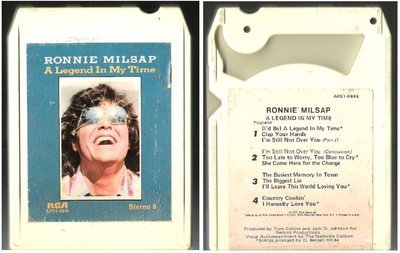 RONNIE MILSAP
A Legend In My Time
RCA
APS1-0846
Stereo 8
APS1-0846
RONNIE MILSAP
A LEGEND IN MY TIME
Programs
1 (I'd Be) A Legend In My Time*
Clap Your Hands
I'm Still Not Over You (Part I)
2 I'm Still Not Over You (Conclusion)
Too Late to Worry, Too Blue to Cry*
She Came Here for the Change
3 The Busiest Memory In Town
The Biggest Lie
I'll Leave This World Loving You*
4 Country Cookin'
I Honestly Love You*
Produced by Tom Collins and Jack D. Johnson for
Gemini Productions
Vocal Accompaniment by The Nashville Edition
*Strings arranged by D. Bergen White